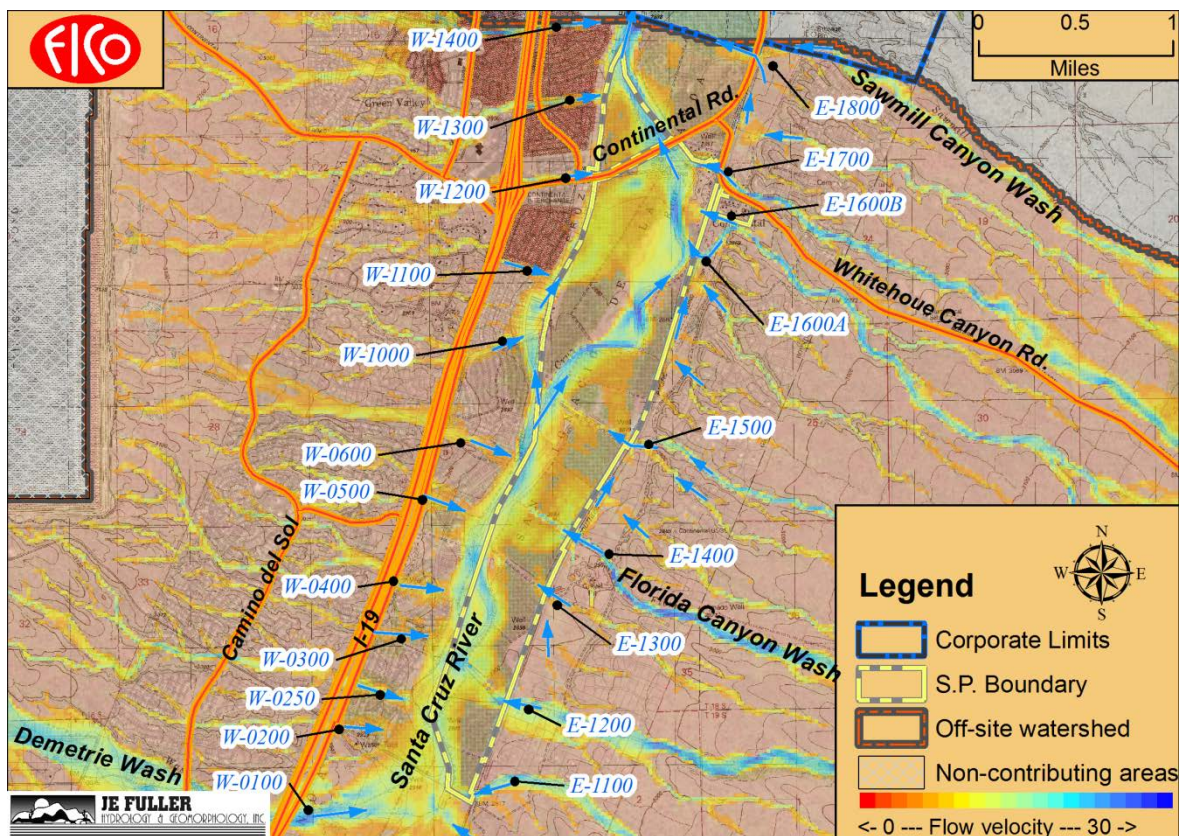 FICO
0 0.5 1
Miles
W-1400
W-1300
W-1200
W-1100
W-1000
W-0600
W-0500
W-0400
W-0300
W-0250
W-0200
W-0100
E-1800
E-1700
E-1600B
E-1600A
E-1500
E-1400
E-1300
E-1200
E-1100
Continental Rd.
Sawmill Canyon Wash
Whitehoue Canyon Rd.
Florida Canyon Wash
Camino del Sol
I-19
Santa Cruz River
Demetrie Wash
Green Valley
N
W E
S
Legend
Corporate Limits
S.P. Boundary
Off-site watershed
Non-contributing areas
<- 0 --- Flow velocity --- 30 ->
JE FULLER
HYDROLOGY & GEOMORPHOLOGY, INC